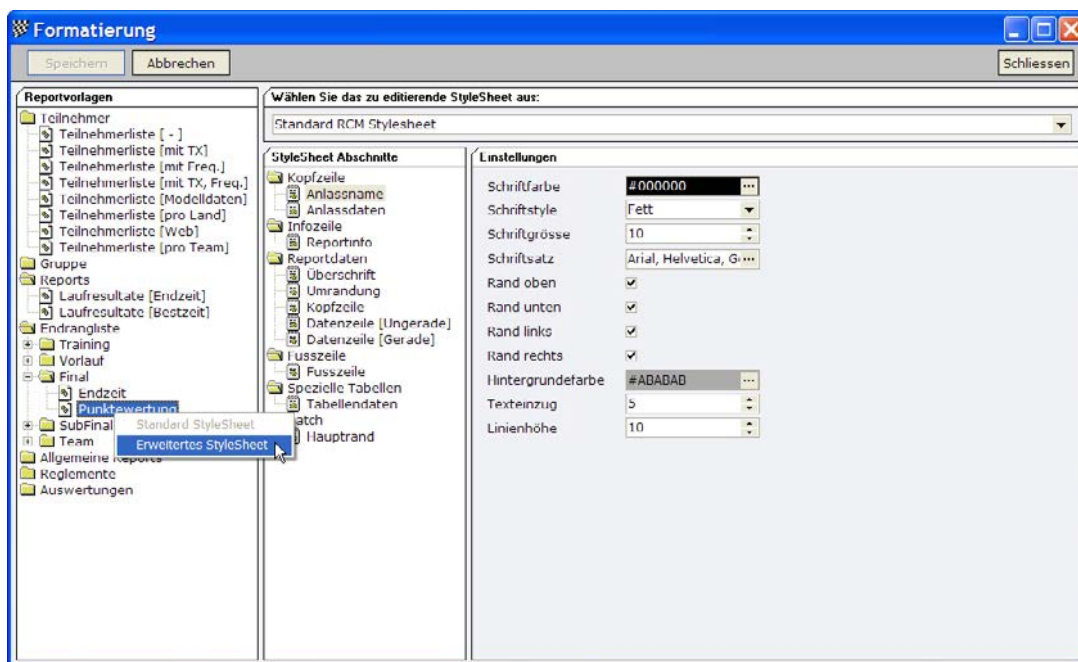 Formatierung
Speichern
Abbrechen
Schliessen
Reportvorlagen
Teilnehmer
Teilnehmerliste [ - ]
Teilnehmerliste [mit TX]
Teilnehmerliste [mit Freq.]
Teilnehmerliste [mit TX, Freq.]
Teilnehmerliste [Modelldaten]
Teilnehmerliste [pro Land]
Teilnehmerliste [Web]
Teilnehmerliste [pro Team]
Gruppe
Reports
Laufresultate [Endzeit]
Laufresultate [Bestzeit]
Endrangliste
Training
Vorlauf
Final
Endzeit
Punktewertung
SubFinal
Team
Allgemeine Reports
Reglemente
Auswertungen
Standard StyleSheet
Erweitertes StyleSheet
Wählen Sie das zu editierende StyleSheet aus:
Standard RCM Stylesheet
StyleSheet Abschnitte
Kopfzeile
Anlassname
Anlassdaten
Infozeile
Reportinfo
Reportdaten
Überschrift
Umrandung
Kopfzeile
Datenzeile [Ungerade]
Datenzeile [Gerade]
Fusszeile
Fusszeile
Spezielle Tabellen
Tabellendaten
atch
Hauptrand
Einstellungen
Schriftfarbe #000000
Schriftstyle Fett
Schriftgrösse 10
Schriftsatz Arial, Helvetica, G
Rand oben
Rand unten
Rand links
Rand rechts
Hintergrundefarbe #ABABAB
Texteinzug 5
Linienhöhe 10